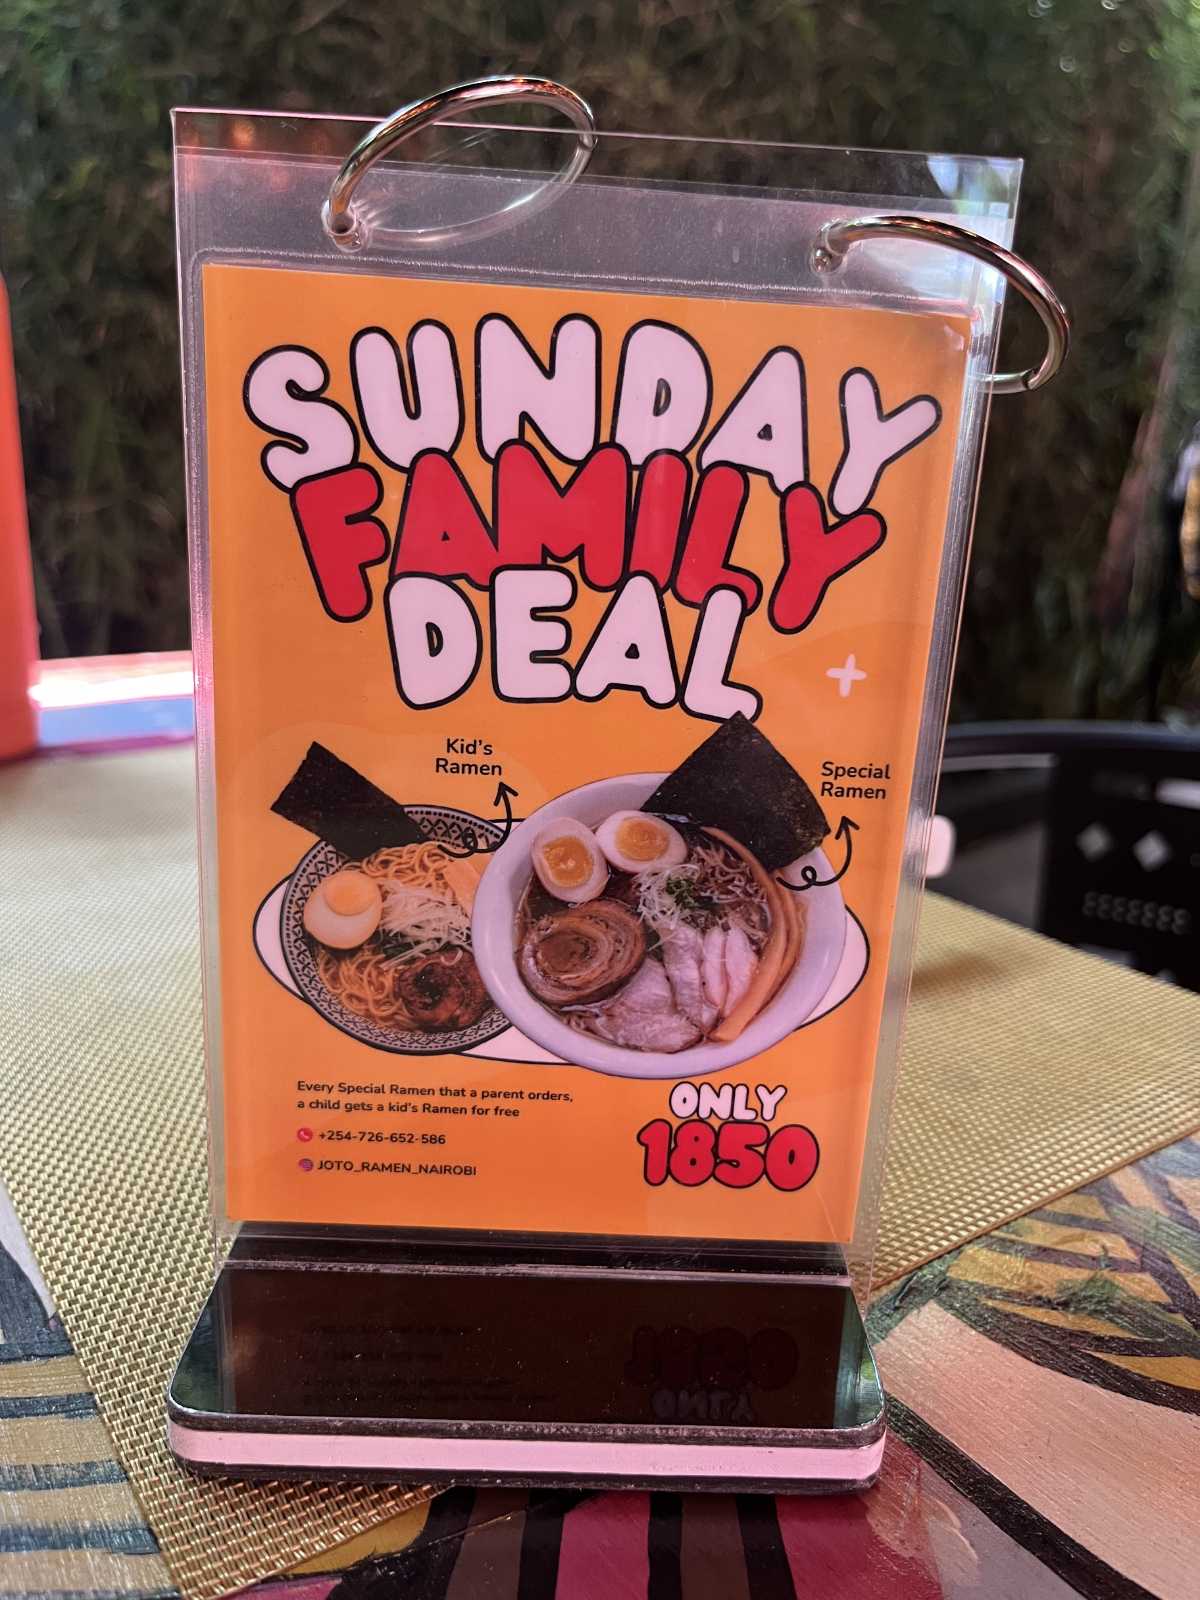 SUNDAY
FAMILY
DEAL
Kid's
Ramen
Special
Ramen
Every Special Ramen that a parent orders,
a child gets a kid's Ramen for free
+254-726-652-586
JOTO_RAMEN_NAIROBI
ONLY
1850